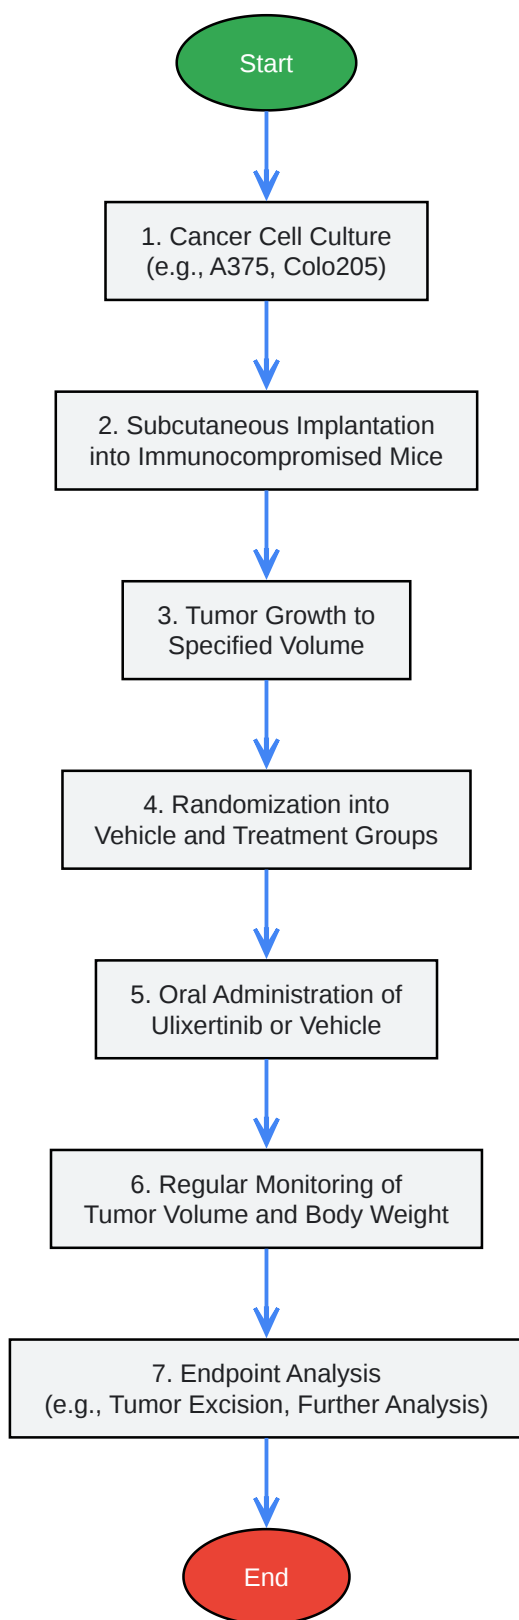 Start
1. Cancer Cell Culture
(e.g., A375, Colo205)
2. Subcutaneous Implantation
into Immunocompromised Mice
3. Tumor Growth to
Specified Volume
4. Randomization into
Vehicle and Treatment Groups
5. Oral Administration of
Ulixertinib or Vehicle
6. Regular Monitoring of
Tumor Volume and Body Weight
7. Endpoint Analysis
(e.g., Tumor Excision, Further Analysis)
End